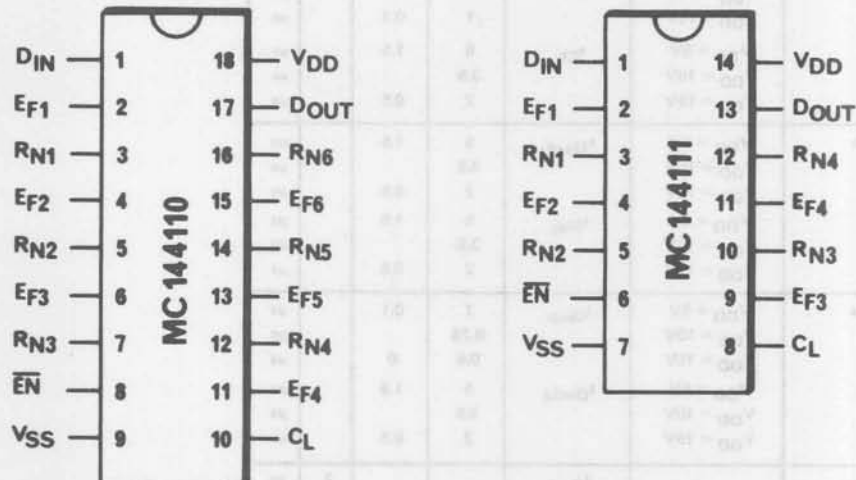 DIN 1 18 VDD
EF1 2 17 DOUT
RN1 3 16 RN6
EF2 4 15 EF6
RN2 5 14 RN5
EF3 6 13 EF5
RN3 7 12 RN4
EN 8 11 EF4
VSS 9 10 CL
MC144110
DIN 1 14 VDD
EF1 2 13 DOUT
RN1 3 12 RN4
EF2 4 11 EF4
RN2 5 10 RN3
EN 6 9 EF3
VSS 7 8 CL
MC144111